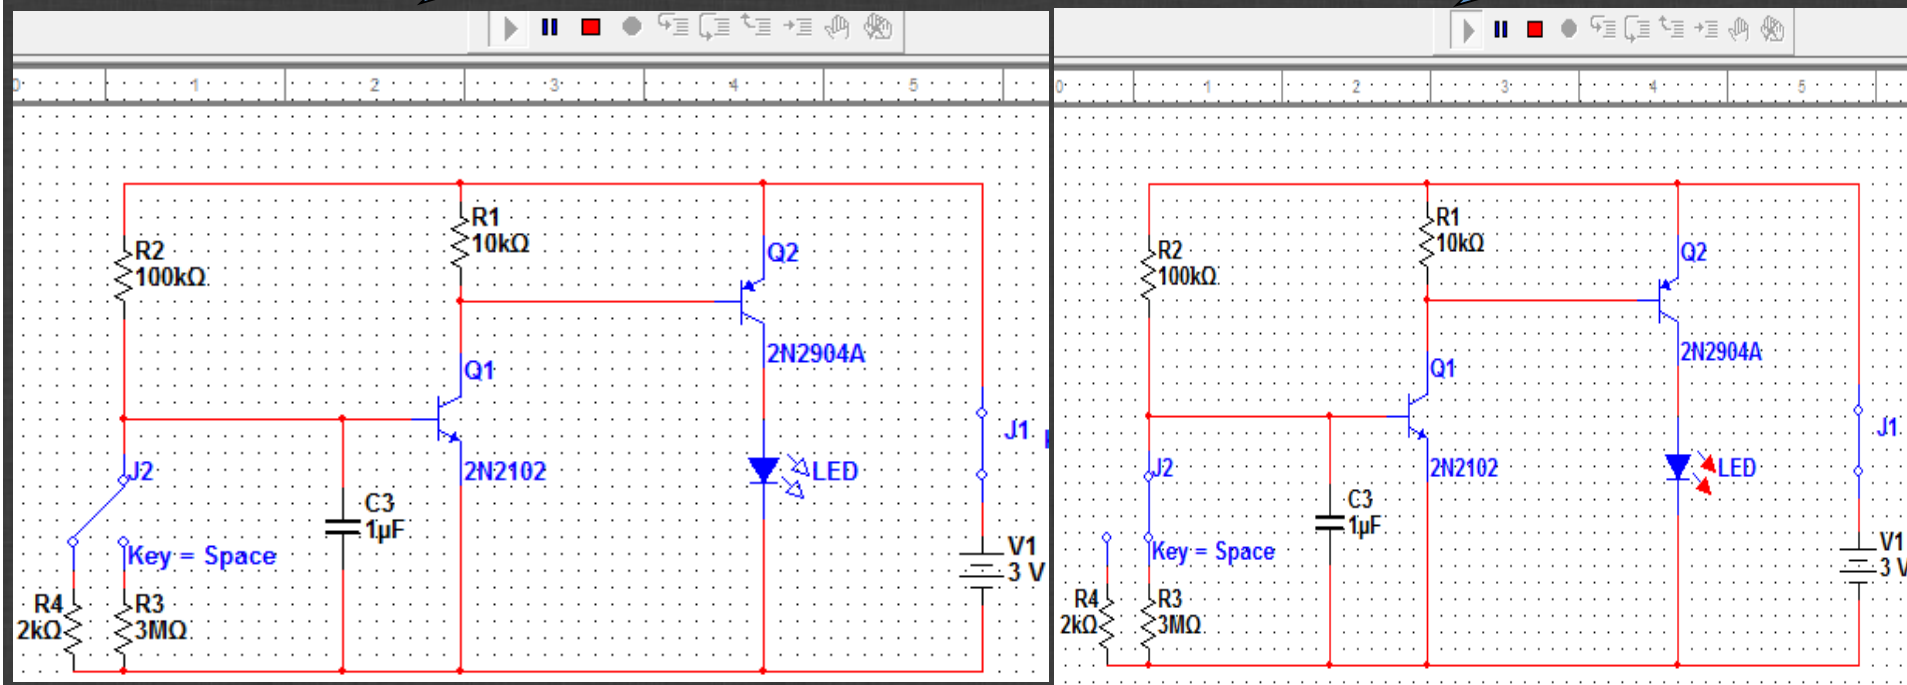 0 1 2 3 4 5
R1
10kΩ
R2
100kΩ
Q2
2N2904A
Q1
2N2102
J1
J2
LED
C3
1µF
Key = Space
V1
3 V
R4
2kΩ
R3
3MΩ
0 1 2 3 4 5
R1
10kΩ
R2
100kΩ
Q2
2N2904A
Q1
2N2102
J1
J2
LED
C3
1µF
Key = Space
V1
3 V
R4
2kΩ
R3
3MΩ